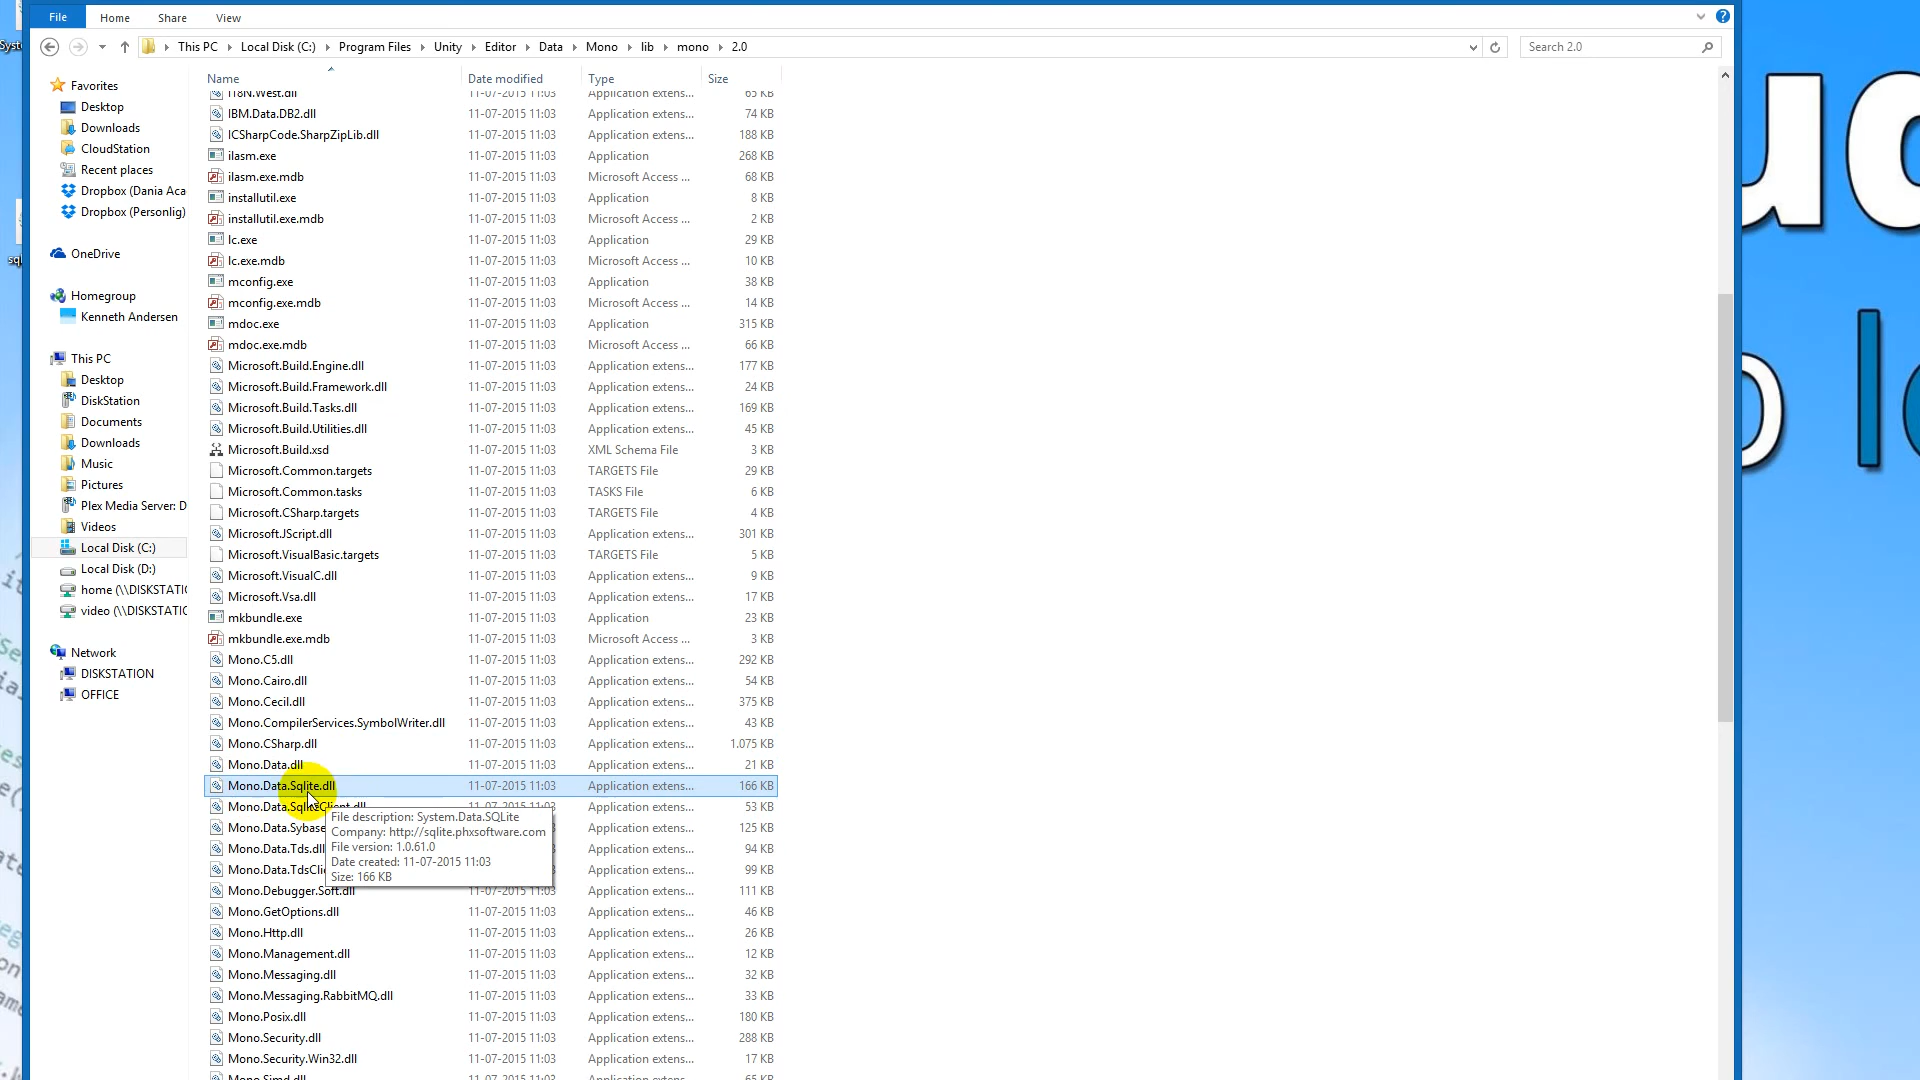 File Home Share View
This PC Local Disk (C:) Program Files Unity Editor Data Mono lib mono 2.0 Search 2.0
Name Date modified Type Size
Favorites
Desktop
Downloads
CloudStation
Recent places
Dropbox (Dania Aca
Dropbox (Personlig)
OneDrive
Homegroup
Kenneth Andersen
This PC
Desktop
DiskStation
Documents
Downloads
Music
Pictures
Plex Media Server: D
Videos
Local Disk (C:)
Local Disk (D:)
home (\\DISKSTATIO
video (\\DISKSTATIO
Network
DISKSTATION
OFFICE
I18N.West.dll 11-07-2015 11:03 Application extens... 65 KB
IBM.Data.DB2.dll 11-07-2015 11:03 Application extens... 74 KB
ICSharpCode.SharpZipLib.dll 11-07-2015 11:03 Application extens... 188 KB
ilasm.exe 11-07-2015 11:03 Application 268 KB
ilasm.exe.mdb 11-07-2015 11:03 Microsoft Access ... 68 KB
installutil.exe 11-07-2015 11:03 Application 8 KB
installutil.exe.mdb 11-07-2015 11:03 Microsoft Access ... 2 KB
lc.exe 11-07-2015 11:03 Application 29 KB
lc.exe.mdb 11-07-2015 11:03 Microsoft Access ... 10 KB
mconfig.exe 11-07-2015 11:03 Application 38 KB
mconfig.exe.mdb 11-07-2015 11:03 Microsoft Access ... 14 KB
mdoc.exe 11-07-2015 11:03 Application 315 KB
mdoc.exe.mdb 11-07-2015 11:03 Microsoft Access ... 66 KB
Microsoft.Build.Engine.dll 11-07-2015 11:03 Application extens... 177 KB
Microsoft.Build.Framework.dll 11-07-2015 11:03 Application extens... 24 KB
Microsoft.Build.Tasks.dll 11-07-2015 11:03 Application extens... 169 KB
Microsoft.Build.Utilities.dll 11-07-2015 11:03 Application extens... 45 KB
Microsoft.Build.xsd 11-07-2015 11:03 XML Schema File 3 KB
Microsoft.Common.targets 11-07-2015 11:03 TARGETS File 29 KB
Microsoft.Common.tasks 11-07-2015 11:03 TASKS File 6 KB
Microsoft.CSharp.targets 11-07-2015 11:03 TARGETS File 4 KB
Microsoft.JScript.dll 11-07-2015 11:03 Application extens... 301 KB
Microsoft.VisualBasic.targets 11-07-2015 11:03 TARGETS File 5 KB
Microsoft.VisualC.dll 11-07-2015 11:03 Application extens... 9 KB
Microsoft.Vsa.dll 11-07-2015 11:03 Application extens... 17 KB
mkbundle.exe 11-07-2015 11:03 Application 23 KB
mkbundle.exe.mdb 11-07-2015 11:03 Microsoft Access ... 3 KB
Mono.C5.dll 11-07-2015 11:03 Application extens... 292 KB
Mono.Cairo.dll 11-07-2015 11:03 Application extens... 54 KB
Mono.Cecil.dll 11-07-2015 11:03 Application extens... 375 KB
Mono.CompilerServices.SymbolWriter.dll 11-07-2015 11:03 Application extens... 43 KB
Mono.CSharp.dll 11-07-2015 11:03 Application extens... 1.075 KB
Mono.Data.dll 11-07-2015 11:03 Application extens... 21 KB
Mono.Data.Sqlite.dll 11-07-2015 11:03 Application extens... 166 KB
Mono.Data.SqliteClient.dll 11-07-2015 11:03 Application extens... 53 KB
Mono.Data.Sybase Application extens... 125 KB
Mono.Data.Tds.dll Application extens... 94 KB
Mono.Data.TdsClie Application extens... 99 KB
File description: System.Data.SQLite
Company: http://sqlite.phxsoftware.com
File version: 1.0.61.0
Date created: 11-07-2015 11:03
Size: 166 KB
Mono.Debugger.Soft.dll 11-07-2015 11:03 Application extens... 111 KB
Mono.GetOptions.dll 11-07-2015 11:03 Application extens... 46 KB
Mono.Http.dll 11-07-2015 11:03 Application extens... 26 KB
Mono.Management.dll 11-07-2015 11:03 Application extens... 12 KB
Mono.Messaging.dll 11-07-2015 11:03 Application extens... 32 KB
Mono.Messaging.RabbitMQ.dll 11-07-2015 11:03 Application extens... 33 KB
Mono.Posix.dll 11-07-2015 11:03 Application extens... 180 KB
Mono.Security.dll 11-07-2015 11:03 Application extens... 288 KB
Mono.Security.Win32.dll 11-07-2015 11:03 Application extens... 17 KB
Mono.Simd.dll 11-07-2015 11:03 Application extens... 65 KB